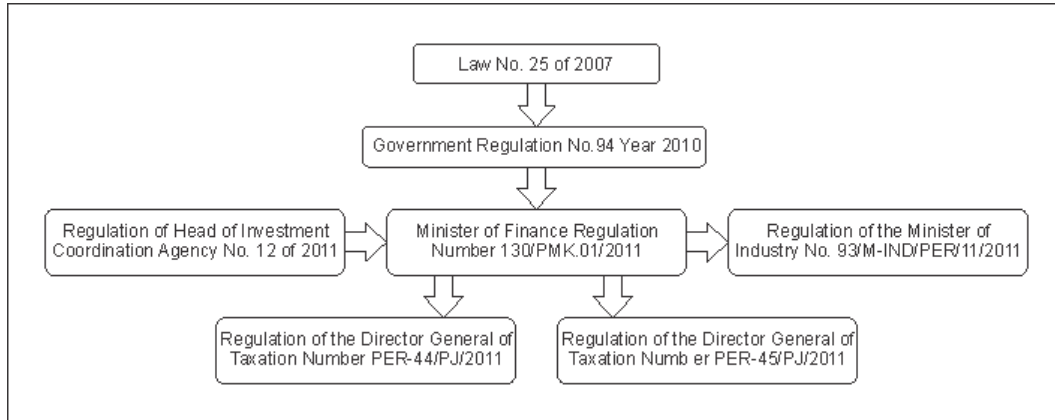 Law No. 25 of 2007
Government Regulation No.94 Year 2010
Regulation of Head of Investment
Coordination Agency No. 12 of 2011
Minister of Finance Regulation
Number 130/PMK.01/2011
Regulation of the Minister of
Industry No. 93/M-IND/PER/11/2011
Regulation of the Director General of
Taxation Number PER-44/PJ/2011
Regulation of the Director General of
Taxation Numb er PER-45/PJ/2011